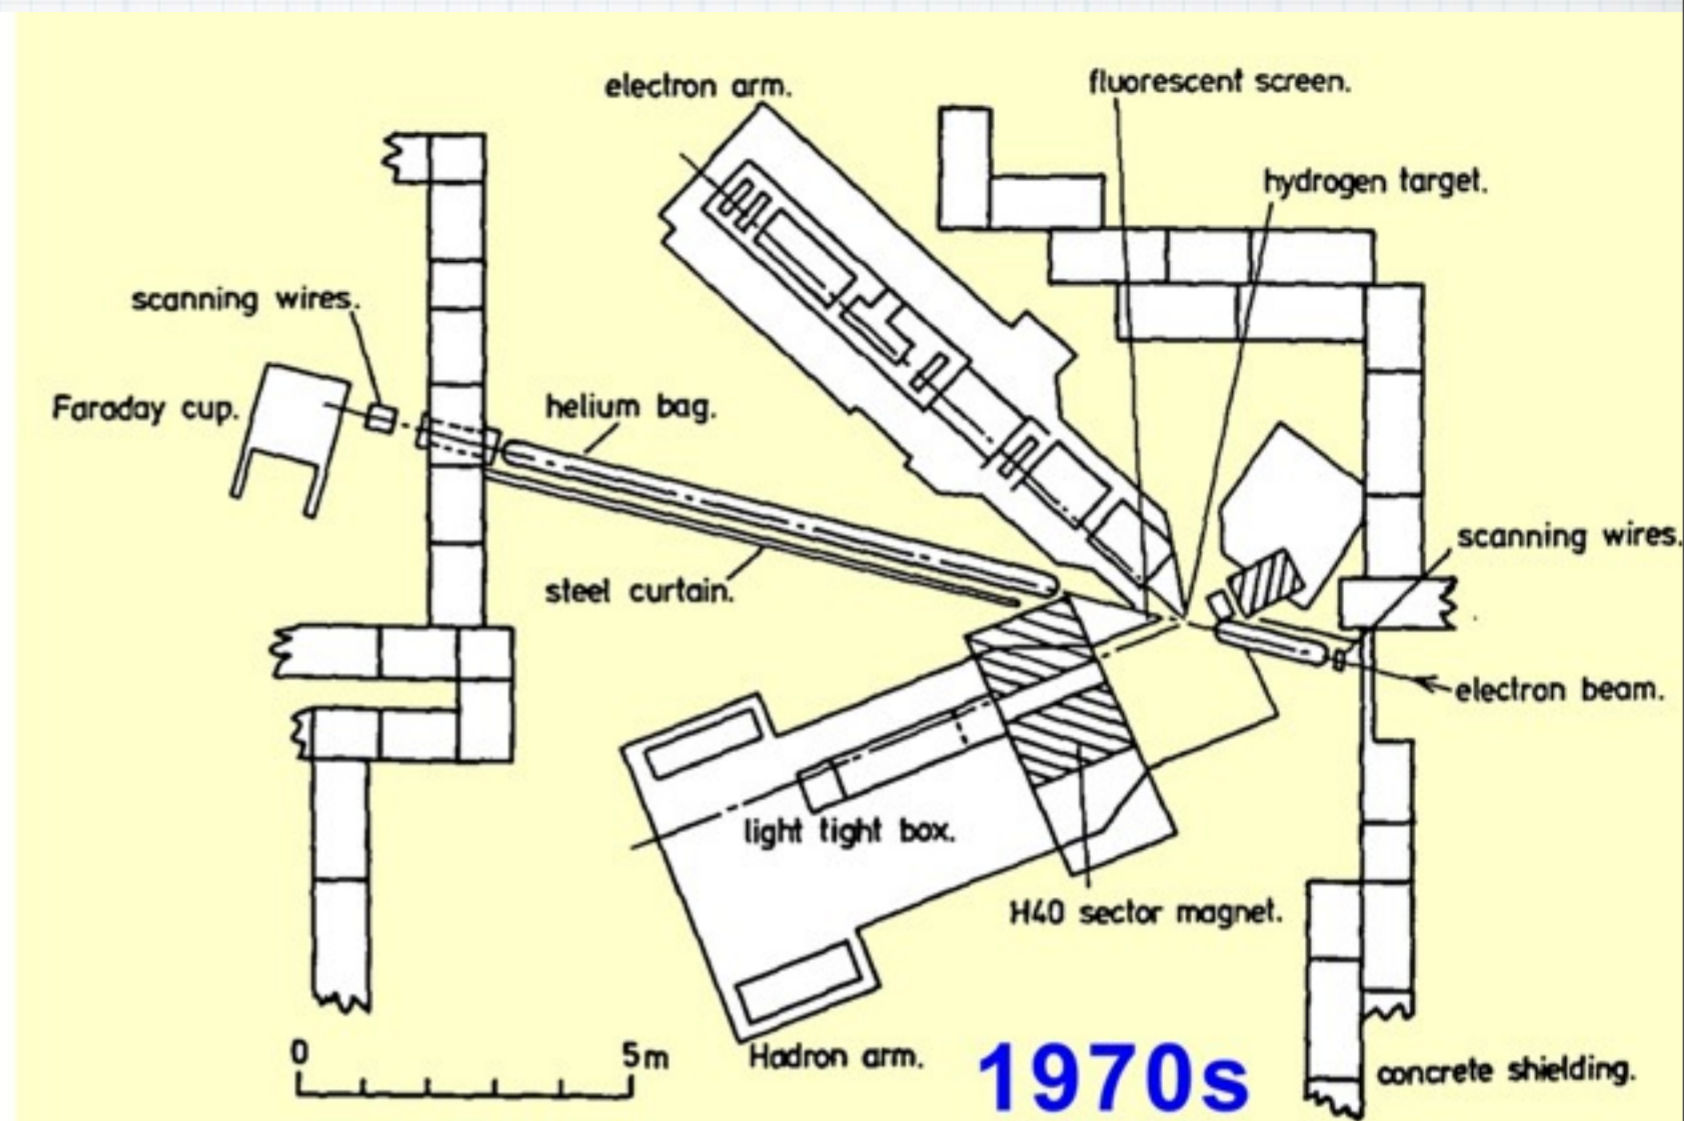 electron arm.
fluorescent screen.
hydrogen target.
scanning wires.
Faraday cup.
helium bag.
scanning wires.
steel curtain.
electron beam.
light tight box.
H40 sector magnet.
0 5m
Hadron arm.
1970s
concrete shielding.